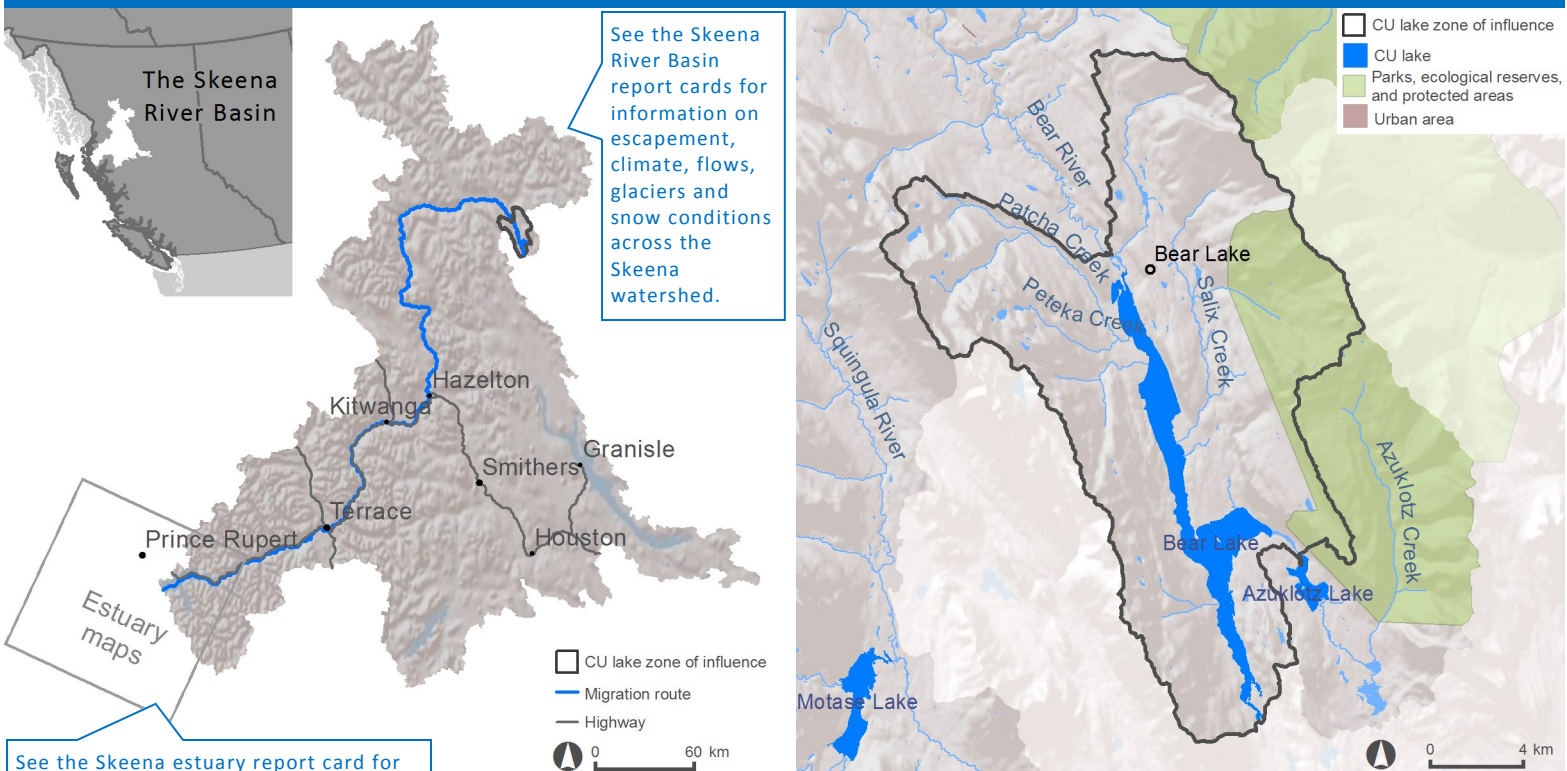 The Skeena
River Basin
See the Skeena
River Basin
report cards for
information on
escapement,
climate, flows,
glaciers and
snow conditions
across the
Skeena
watershed.
Hazelton
Kitwanga
Granisle
Smithers
Terrace
Prince Rupert
Houston
Estuary
maps
CU lake zone of influence
Migration route
Highway
0 60 km
See the Skeena estuary report card for
CU lake zone of influence
CU lake
Parks, ecological reserves,
and protected areas
Urban area
Bear River
Patcha Creek
Bear Lake
Peteka Creek
Salix Creek
Squingula River
Azuklotz Creek
Bear Lake
Azuklotz Lake
Motase Lake
0 4 km